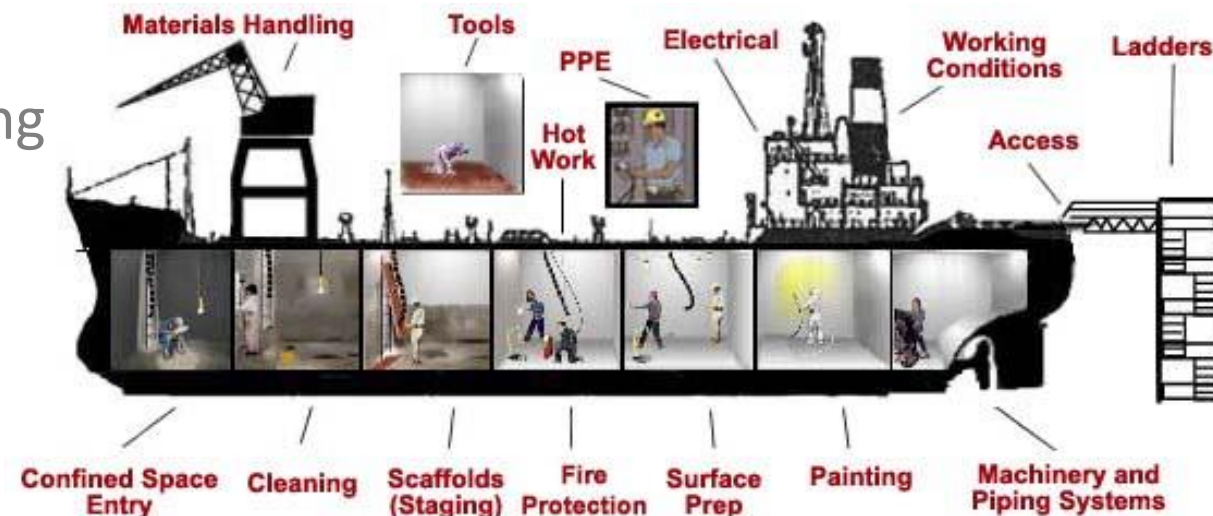 Materials Handling
Tools
Electrical
Working
Conditions
Ladders
PPE
ng
Hot
Work
Access
Confined Space
Entry
Cleaning
Scaffolds
(Staging)
Fire
Protection
Surface
Prep
Painting
Machinery and
Piping Systems